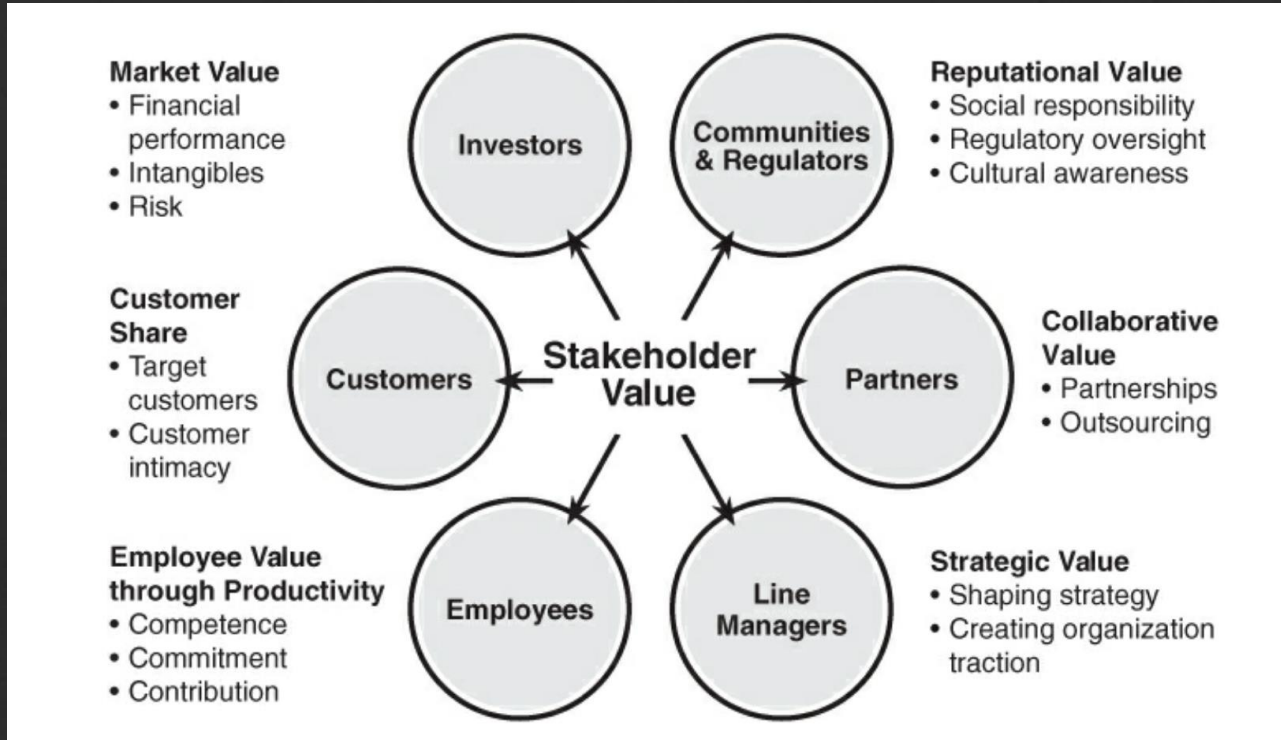 Market Value
• Financial
performance
• Intangibles
• Risk
Investors
Communities
& Regulators
Reputational Value
• Social responsibility
• Regulatory oversight
• Cultural awareness
Customer
Share
• Target
customers
• Customer
intimacy
Customers
Stakeholder
Value
Partners
Collaborative
Value
• Partnerships
• Outsourcing
Employee Value
through Productivity
• Competence
• Commitment
• Contribution
Employees
Line
Managers
Strategic Value
• Shaping strategy
• Creating organization
traction